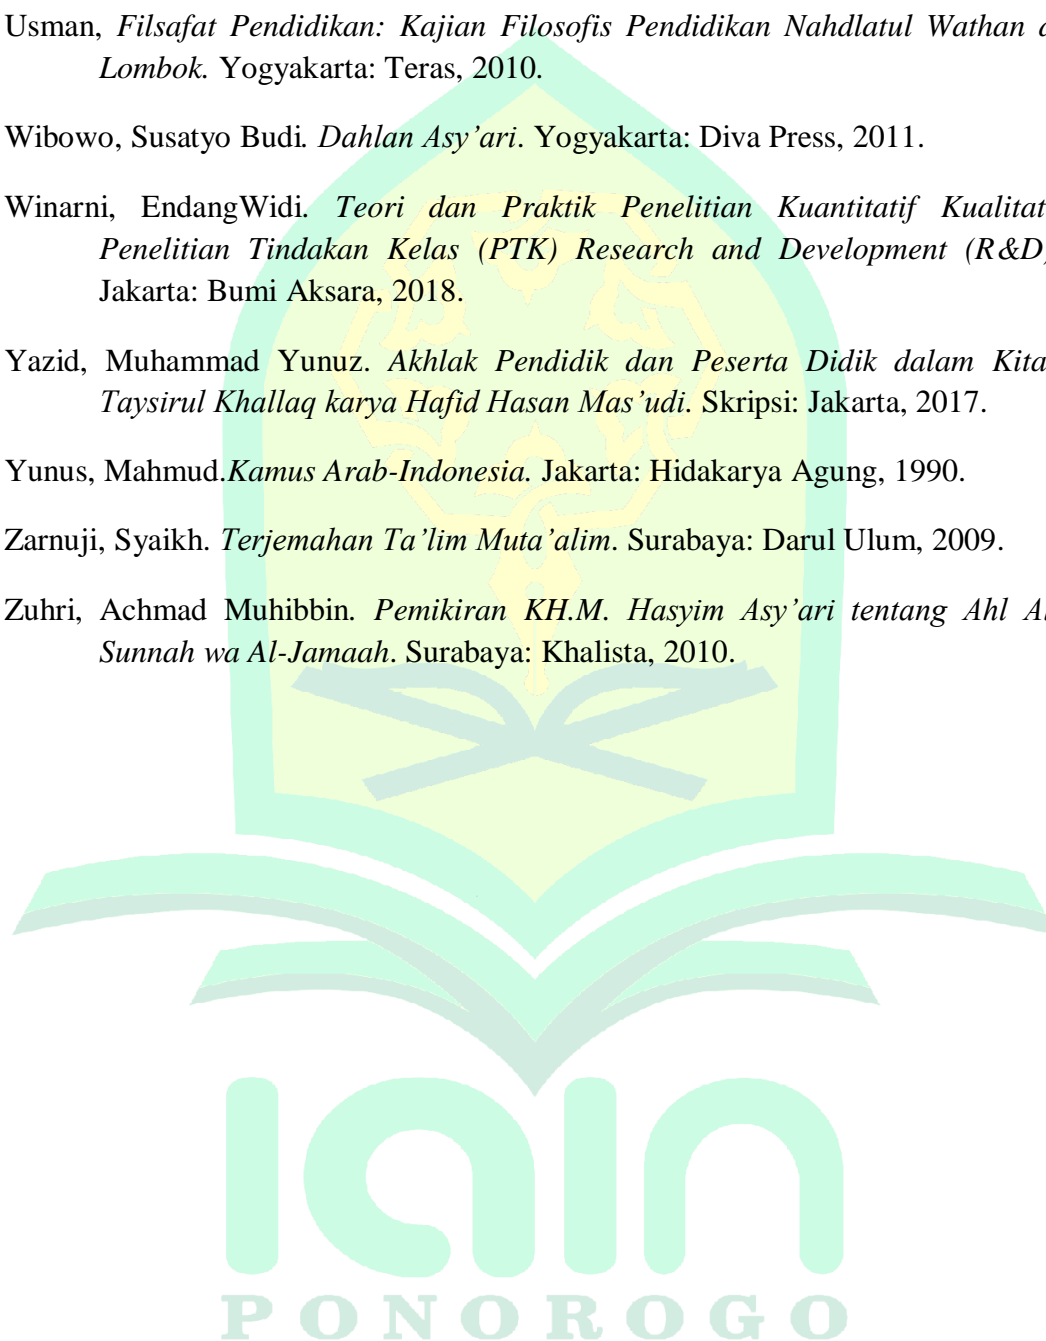 Usman, Filsafat Pendidikan: Kajian Filosofis Pendidikan Nahdlatul Wathan d
Lombok. Yogyakarta: Teras, 2010.
Wibowo, Susatyo Budi. Dahlan Asy’ari. Yogyakarta: Diva Press, 2011.
Winarni, EndangWidi. Teori dan Praktik Penelitian Kuantitatif Kualitat
Penelitian Tindakan Kelas (PTK) Research and Development (R&D)
Jakarta: Bumi Aksara, 2018.
Yazid, Muhammad Yunuz. Akhlak Pendidik dan Peserta Didik dalam Kita
Taysirul Khallaq karya Hafid Hasan Mas’udi. Skripsi: Jakarta, 2017.
Yunus, Mahmud.Kamus Arab-Indonesia. Jakarta: Hidakarya Agung, 1990.
Zarnuji, Syaikh. Terjemahan Ta’lim Muta’alim. Surabaya: Darul Ulum, 2009.
Zuhri, Achmad Muhibbin. Pemikiran KH.M. Hasyim Asy’ari tentang Ahl Al
Sunnah wa Al-Jamaah. Surabaya: Khalista, 2010.
iain
PONOROGO